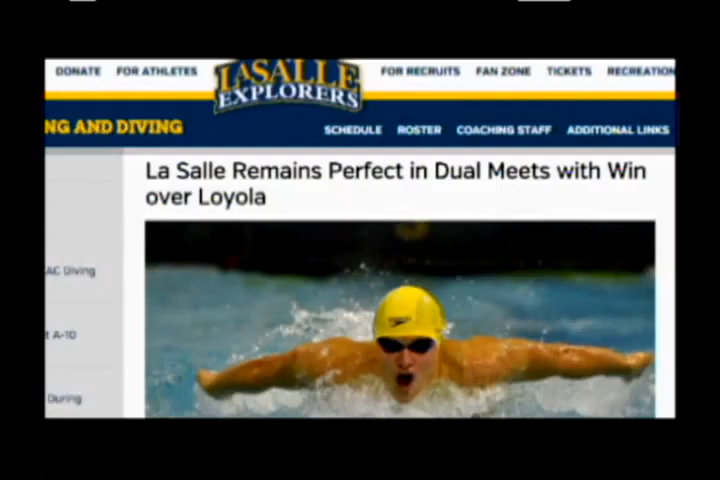 DONATE FOR ATHLETES LASALLE EXPLORERS FOR RECRUITS FAN ZONE TICKETS RECREATION
NG AND DIVING SCHEDULE ROSTER COACHING STAFF ADDITIONAL LINKS
La Salle Remains Perfect in Dual Meets with Win
over Loyola
AC Diving
t A-10
During